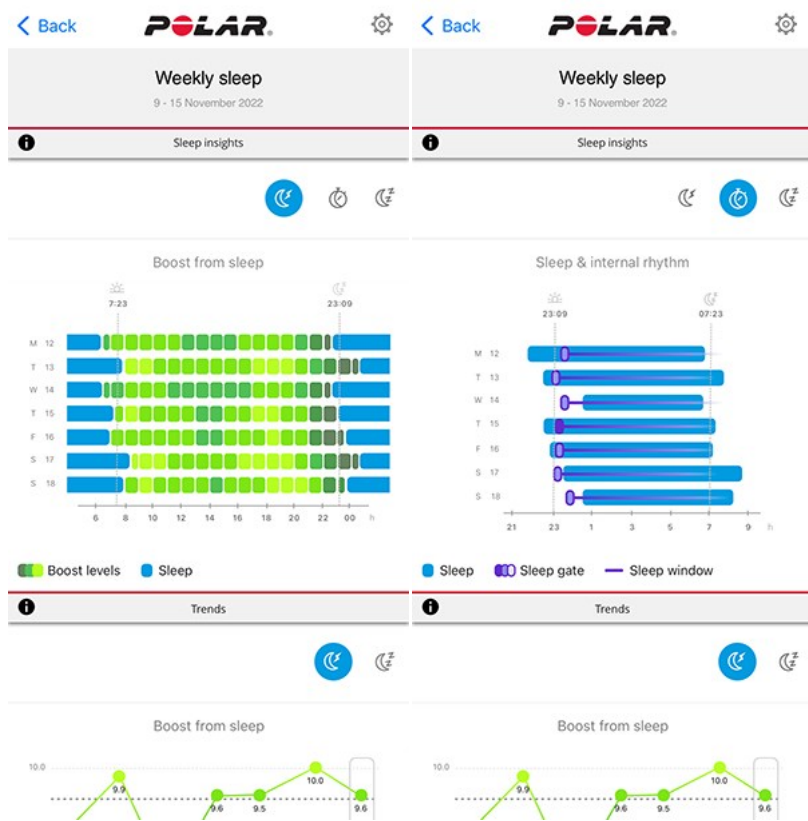 Back
POLAR
Weekly sleep
9 - 15 November 2022
Sleep insights
Boost from sleep
7:23
23:09
M 12
T 13
W 14
T 15
F 16
S 17
S 18
6 8 10 12 14 16 18 20 22 00 h
Boost levels Sleep
Trends
Boost from sleep
10.0
9.9
9.6
9.5
10.0
9.6
Back
POLAR
Weekly sleep
9 - 15 November 2022
Sleep insights
Sleep & internal rhythm
23:09
07:23
M 12
T 13
W 14
T 15
F 16
S 17
S 18
21 23 1 3 5 7 9 h
Sleep Sleep gate Sleep window
Trends
Boost from sleep
10.0
9.9
9.6
9.5
10.0
9.6